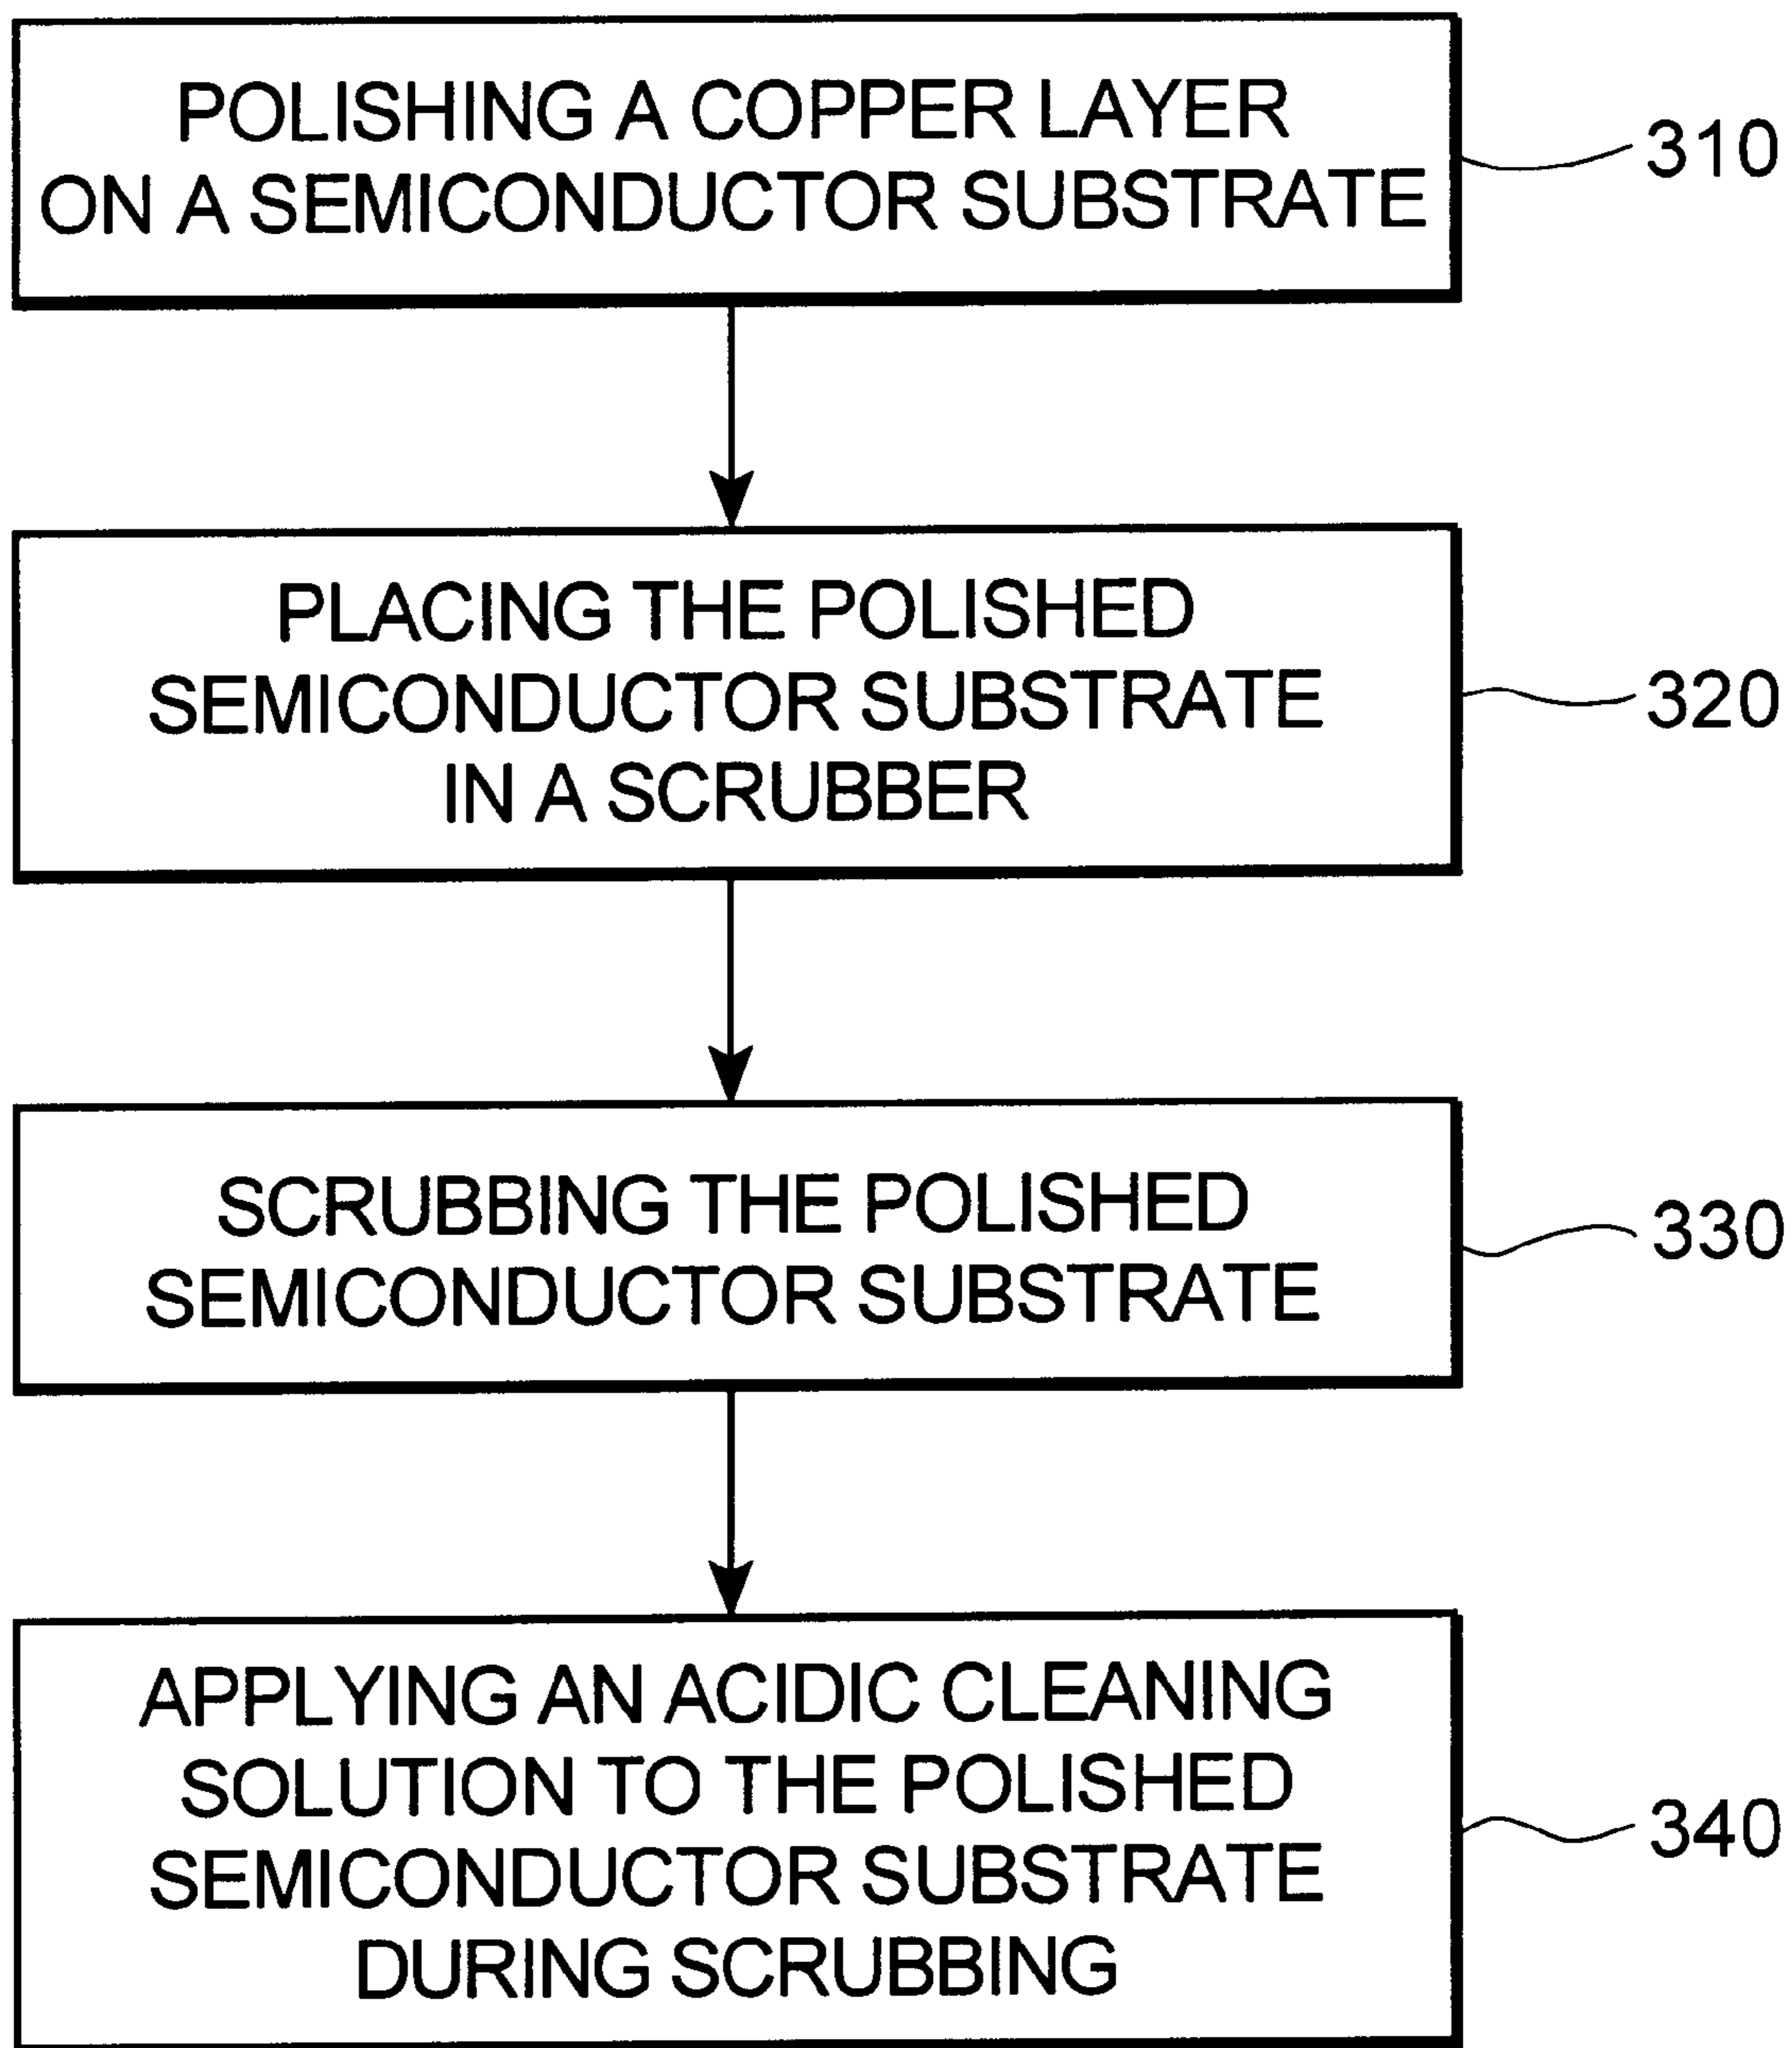 POLISHING A COPPER LAYER
ON A SEMICONDUCTOR SUBSTRATE
310
PLACING THE POLISHED
SEMICONDUCTOR SUBSTRATE
IN A SCRUBBER
320
SCRUBBING THE POLISHED
SEMICONDUCTOR SUBSTRATE
330
APPLYING AN ACIDIC CLEANING
SOLUTION TO THE POLISHED
SEMICONDUCTOR SUBSTRATE
DURING SCRUBBING
340